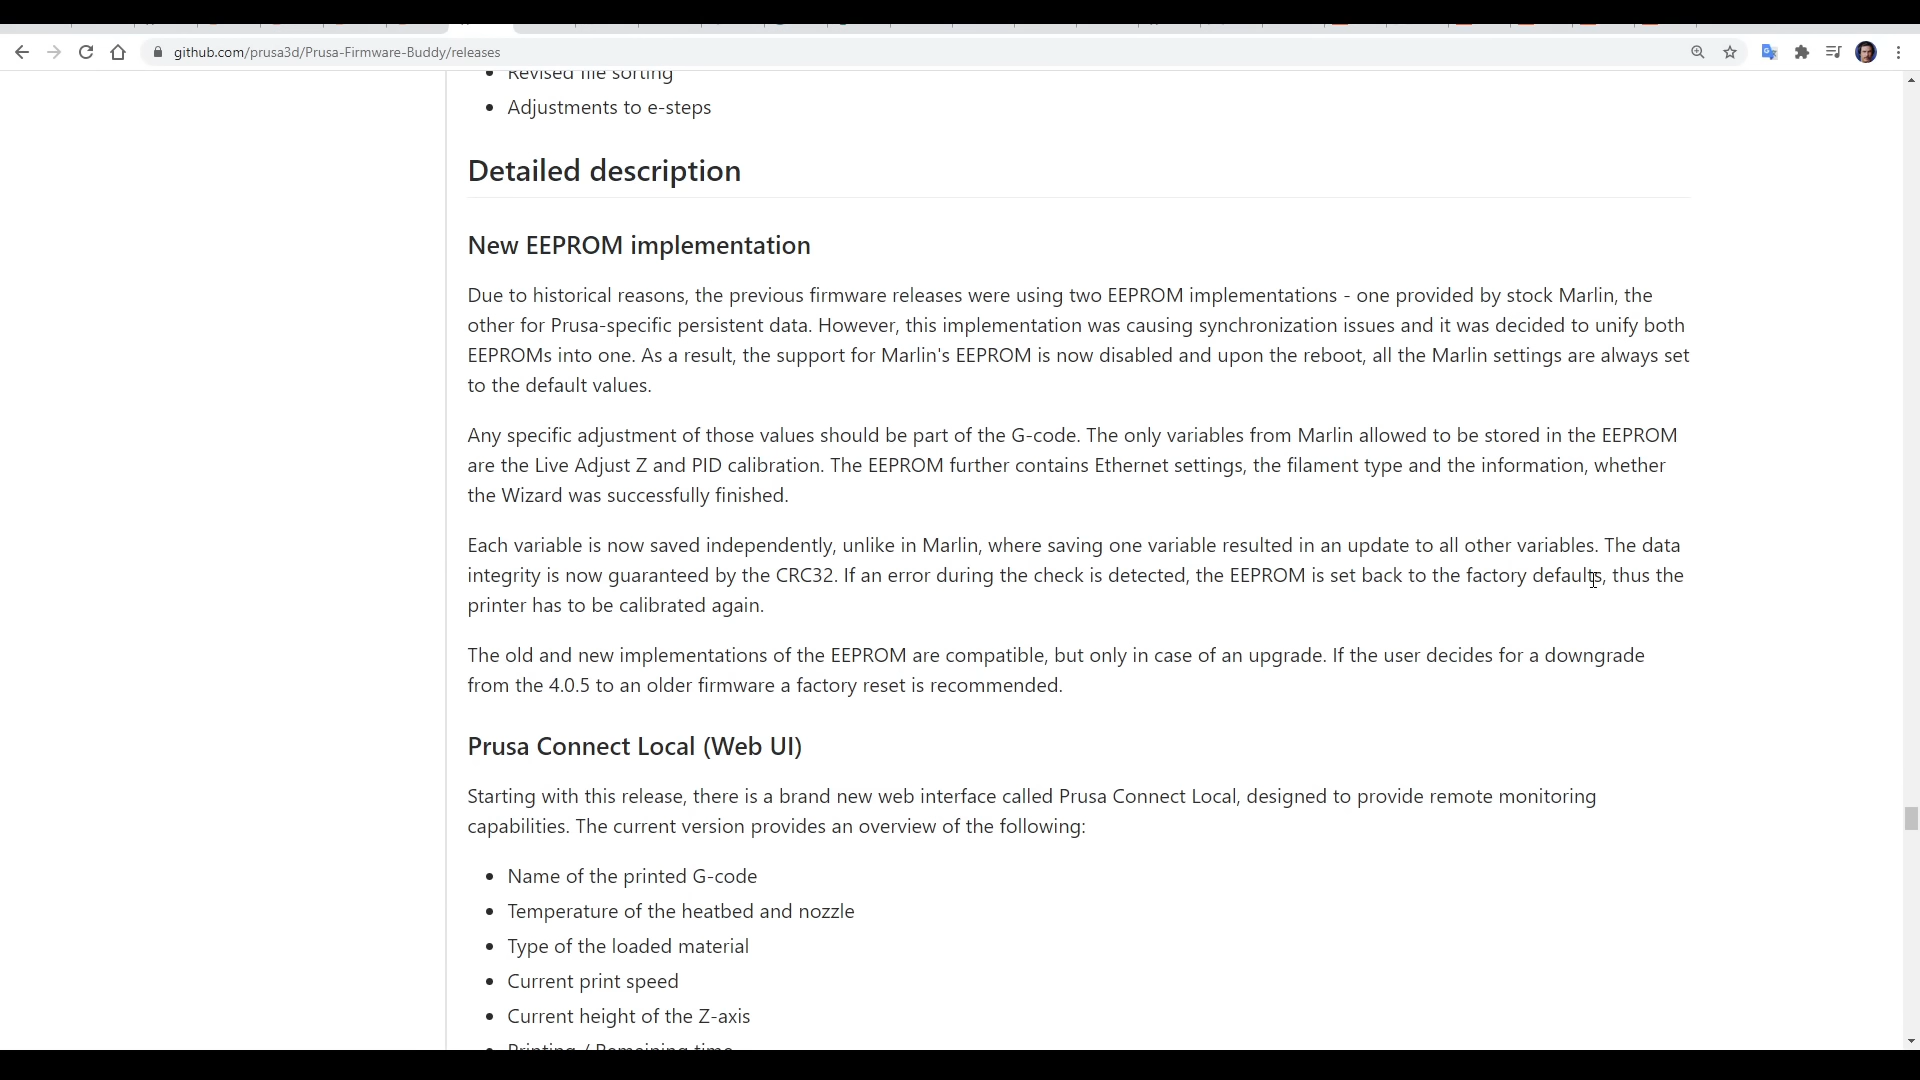 github.com/prusa3d/Prusa-Firmware-Buddy/releases
Revised file sorting
Adjustments to e-steps
Detailed description
New EEPROM implementation
Due to historical reasons, the previous firmware releases were using two EEPROM implementations - one provided by stock Marlin, the
other for Prusa-specific persistent data. However, this implementation was causing synchronization issues and it was decided to unify both
EEPROMs into one. As a result, the support for Marlin's EEPROM is now disabled and upon the reboot, all the Marlin settings are always set
to the default values.
Any specific adjustment of those values should be part of the G-code. The only variables from Marlin allowed to be stored in the EEPROM
are the Live Adjust Z and PID calibration. The EEPROM further contains Ethernet settings, the filament type and the information, whether
the Wizard was successfully finished.
Each variable is now saved independently, unlike in Marlin, where saving one variable resulted in an update to all other variables. The data
integrity is now guaranteed by the CRC32. If an error during the check is detected, the EEPROM is set back to the factory defaults, thus the
printer has to be calibrated again.
The old and new implementations of the EEPROM are compatible, but only in case of an upgrade. If the user decides for a downgrade
from the 4.0.5 to an older firmware a factory reset is recommended.
Prusa Connect Local (Web UI)
Starting with this release, there is a brand new web interface called Prusa Connect Local, designed to provide remote monitoring
capabilities. The current version provides an overview of the following:
Name of the printed G-code
Temperature of the heatbed and nozzle
Type of the loaded material
Current print speed
Current height of the Z-axis
Printing / Remaining time